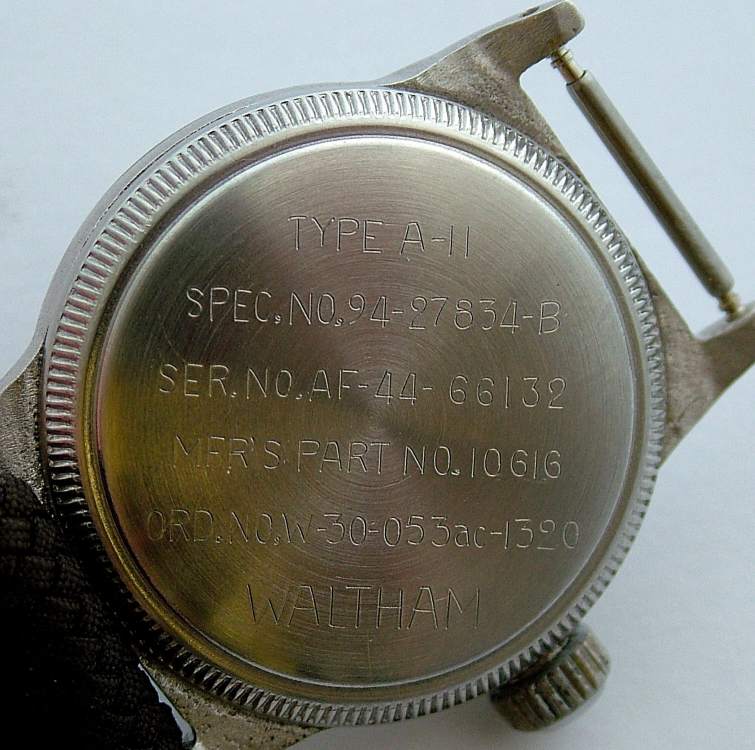 TYPE A-11
SPEC. NO. 94-27834-B
SER. NO. AF-44-66132
MFR'S PART NO. 10616
ORD. NO. W-30-053ac-1320
WALTHAM